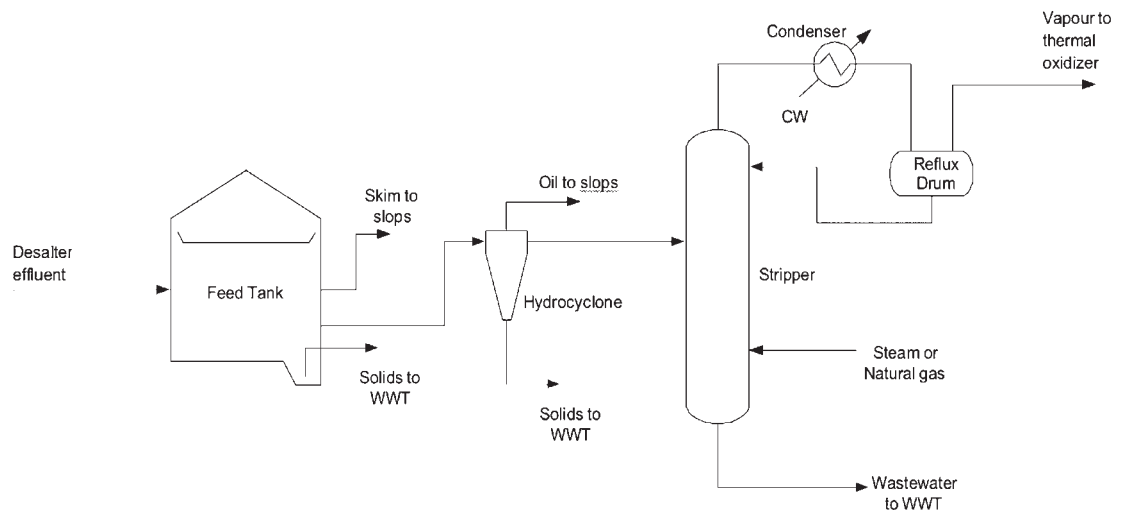 Vapour to
thermal
oxidizer
Condenser
CW
Reflux
Drum
Oil to slops
Skim to
slops
Desalter
effluent
Feed Tank
Stripper
Hydrocyclone
Steam or
Natural gas
Solids to
WWT
Solids to
WWT
Wastewater
to WWT